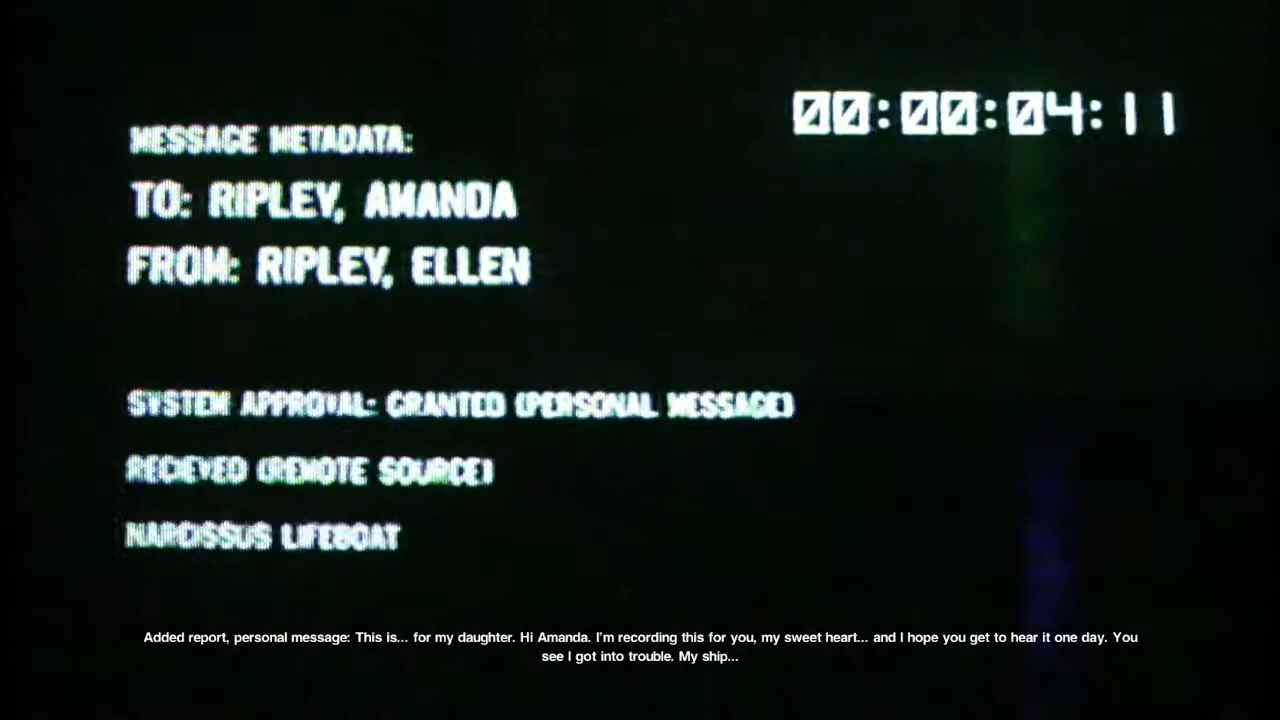 00:00:04:11
MESSAGE METADATA:
TO: RIPLEY, AMANDA
FROM: RIPLEY, ELLEN
SYSTEM APPROVAL: GRANTED (PERSONAL MESSAGE)
RECIEVED (REMOTE SOURCE)
NARCISSUS LIFEBOAT
Added report, personal message: This is... for my daughter. Hi Amanda. I'm recording this for you, my sweet heart... and I hope you get to hear it one day. You
see I got into trouble. My ship...